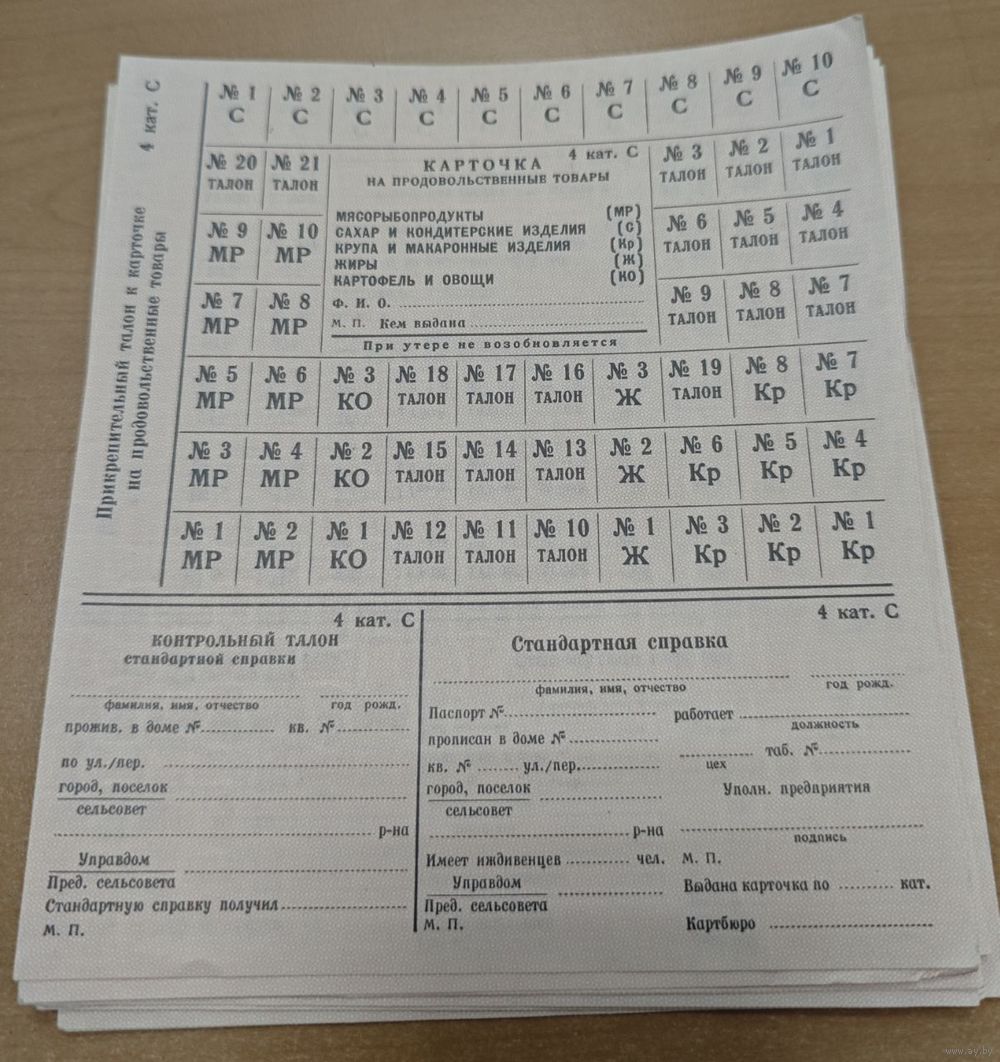 Прикрепительный талон к карточке 4 кат. С
на продовольственные товары
№ 1 № 2 № 3 № 4 № 5 № 6 № 7 № 8 № 9 № 10
С С С С С С С С С С
№ 20 № 21
ТАЛОН ТАЛОН
4 кат. С
КАРТОЧКА
НА ПРОДОВОЛЬСТВЕННЫЕ ТОВАРЫ
№ 3 № 2 № 1
ТАЛОН ТАЛОН ТАЛОН
№ 9 № 10
МР МР
МЯСОРЫБОПРОДУКТЫ (МР)
САХАР И КОНДИТЕРСКИЕ ИЗДЕЛИЯ (С)
КРУПА И МАКАРОННЫЕ ИЗДЕЛИЯ (Кр)
ЖИРЫ (Ж)
КАРТОФЕЛЬ И ОВОЩИ (КО)
№ 6 № 5 № 4
ТАЛОН ТАЛОН ТАЛОН
№ 7 № 8
МР МР
Ф. И О.
М. П. Кем выдана
При утере не возобновляется
№ 9 № 8 № 7
ТАЛОН ТАЛОН ТАЛОН
№ 5 № 6 № 3 № 18 № 17 № 16 № 3 № 19 № 8 № 7
МР МР КО ТАЛОН ТАЛОН ТАЛОН Ж ТАЛОН Кр Кр
№ 3 № 4 № 2 № 15 № 14 № 13 № 2 № 6 № 5 № 4
МР МР КО ТАЛОН ТАЛОН ТАЛОН Ж Кр Кр Кр
№ 1 № 2 № 1 № 12 № 11 № 10 № 1 № 3 № 2 № 1
МР МР КО ТАЛОН ТАЛОН ТАЛОН Ж Кр Кр Кр
4 кат. С
КОНТРОЛЬНЫЙ ТАЛОН
стандартной справки
фамилия, имя, отчество год рожд.
прожив. в доме № кв. №
по ул./пер.
город, поселок
сельсовет
р-на
Управдом
Пред. сельсовета
Стандартную справку получил
М. П.
4 кат. С
Стандартная справка
фамилия, имя, отчество год рожд.
Паспорт № работает
должность
прописан в доме №
таб. №
цех
кв. № ул./пер.
город, поселок Уполн. предприятия
сельсовет
р-на
подпись
Имеет иждивенцев чел. М. П.
Управдом Выдана карточка по кат.
Пред. сельсовета
М. П. Картбюро
www.ay.by